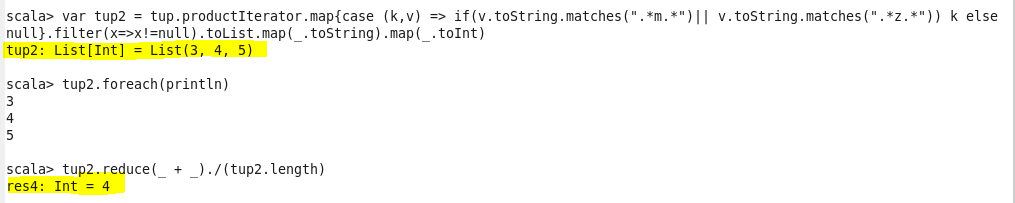 scala> var tup2 = tup.productIterator.map{case (k,v) => if(v.toString.matches(".*m.*")|| v.toString.matches(".*z.*")) k else
null}.filter(x=>x!=null).toList.map(_.toString).map(_.toInt)
tup2: List[Int] = List(3, 4, 5)
scala> tup2.foreach(println)
3
4
5
scala> tup2.reduce(_ + _)./(tup2.length)
res4: Int = 4